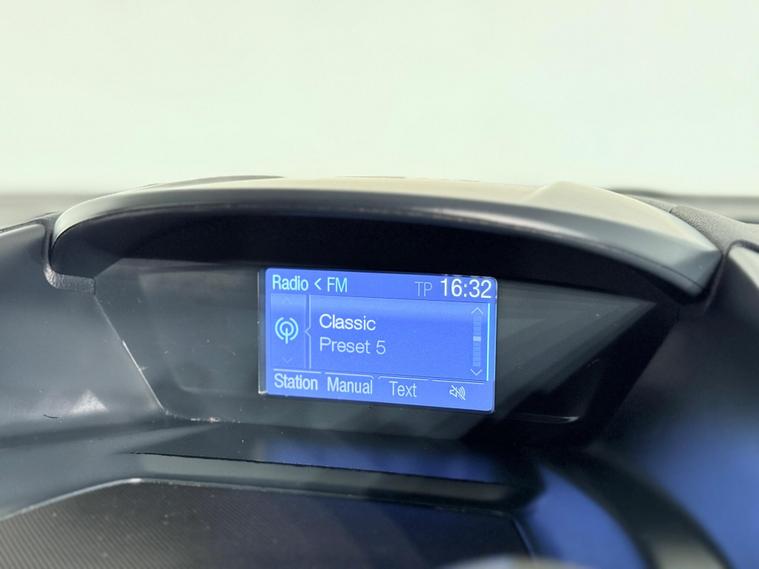 Radio < FM TP 16:32
Classic
Preset 5
Station Manual Text